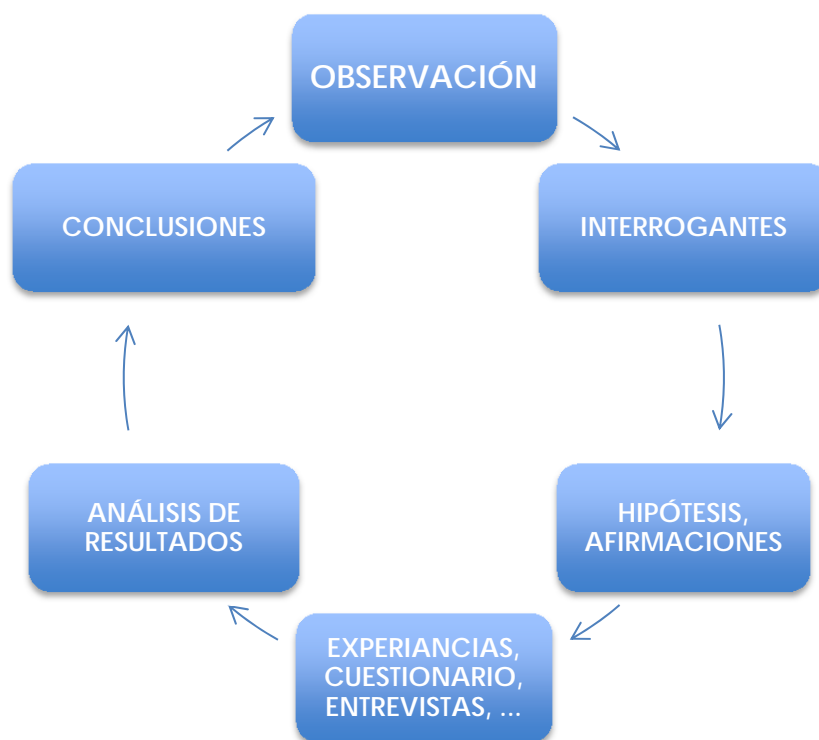 OBSERVACIÓN
INTERROGANTES
HIPÓTESIS,
AFIRMACIONES
EXPERIANCIAS,
CUESTIONARIO,
ENTREVISTAS, ...
ANÁLISIS DE
RESULTADOS
CONCLUSIONES